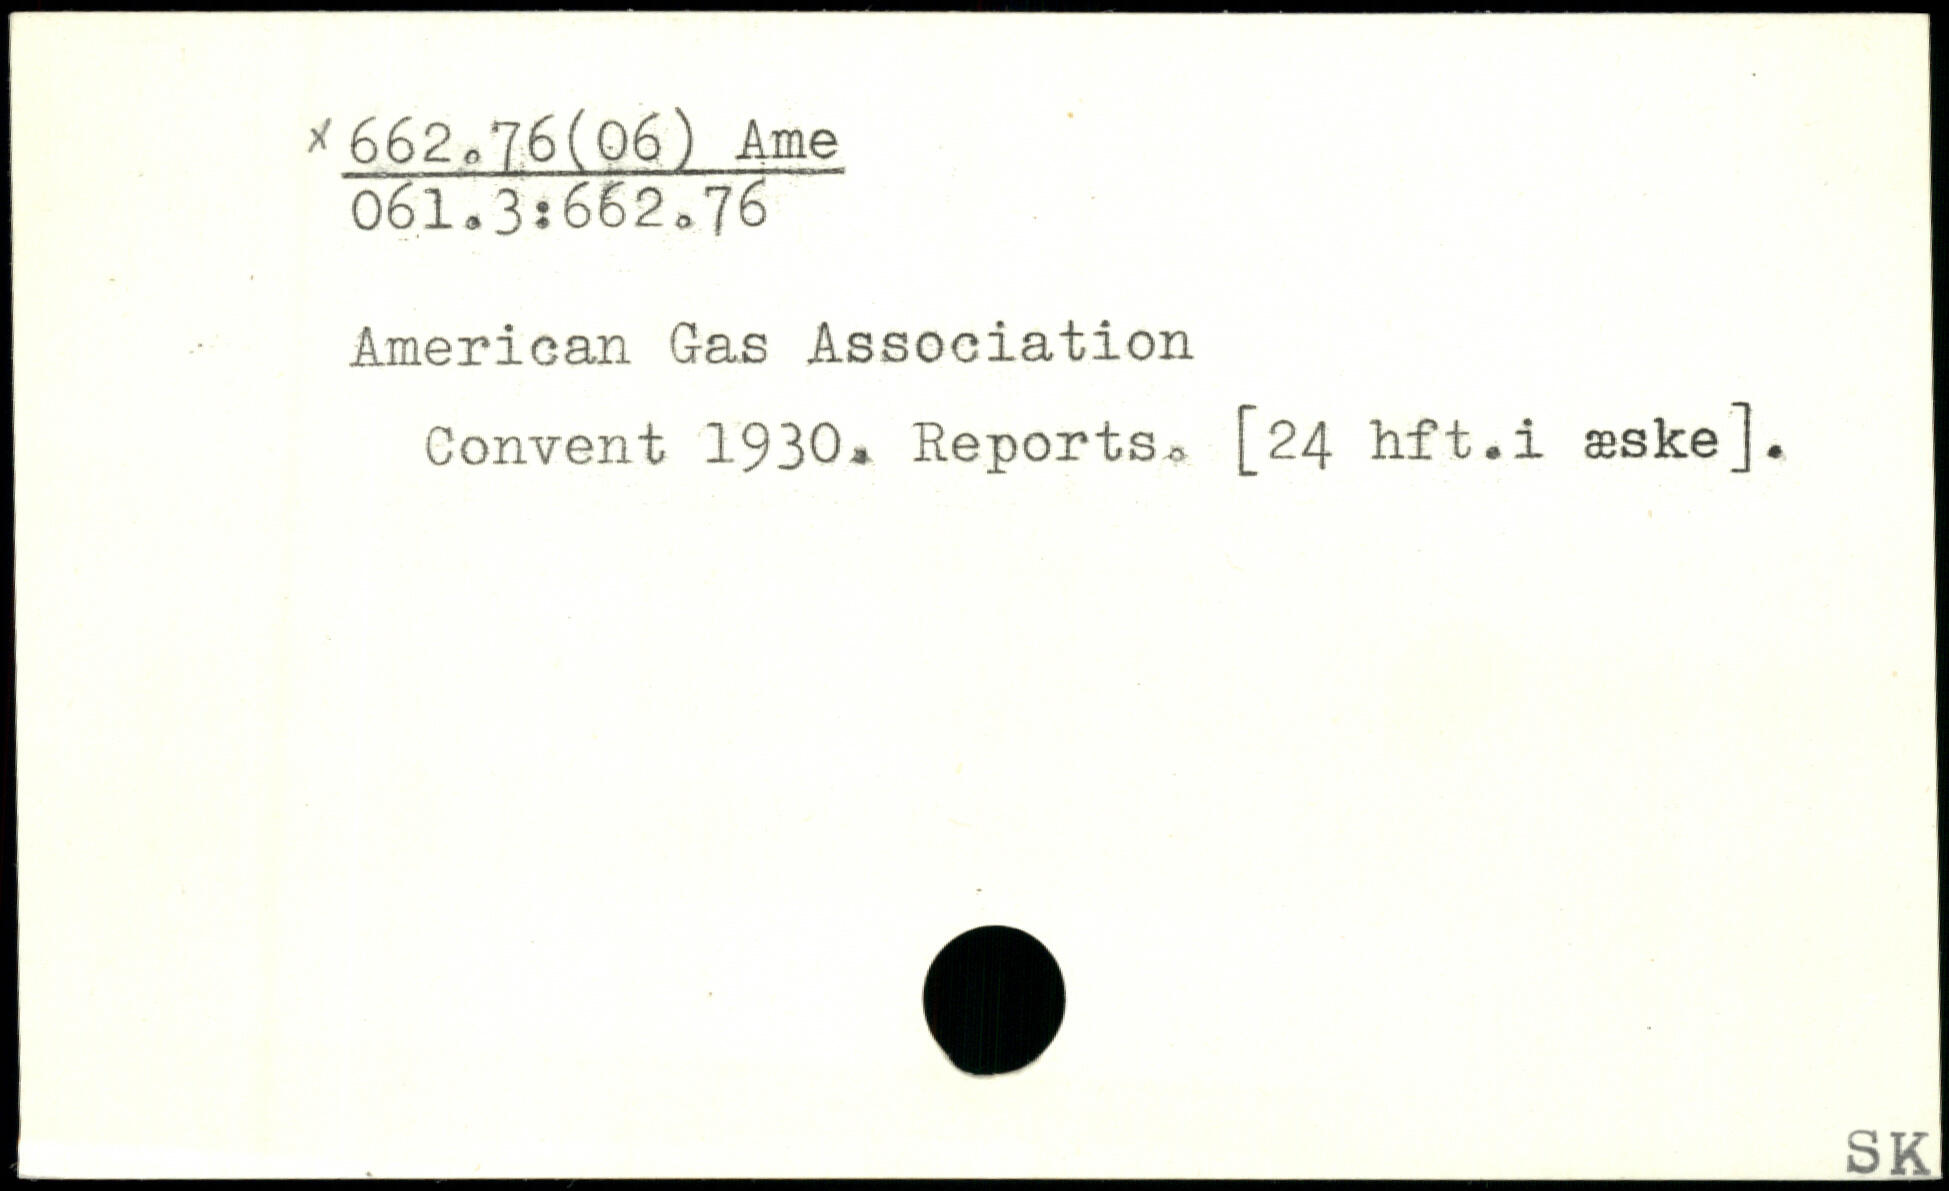 x 662.76(06) Ame
061.3:662.76
American Gas Association
Convent 1930. Reports. [24 hft.i æske].
SK